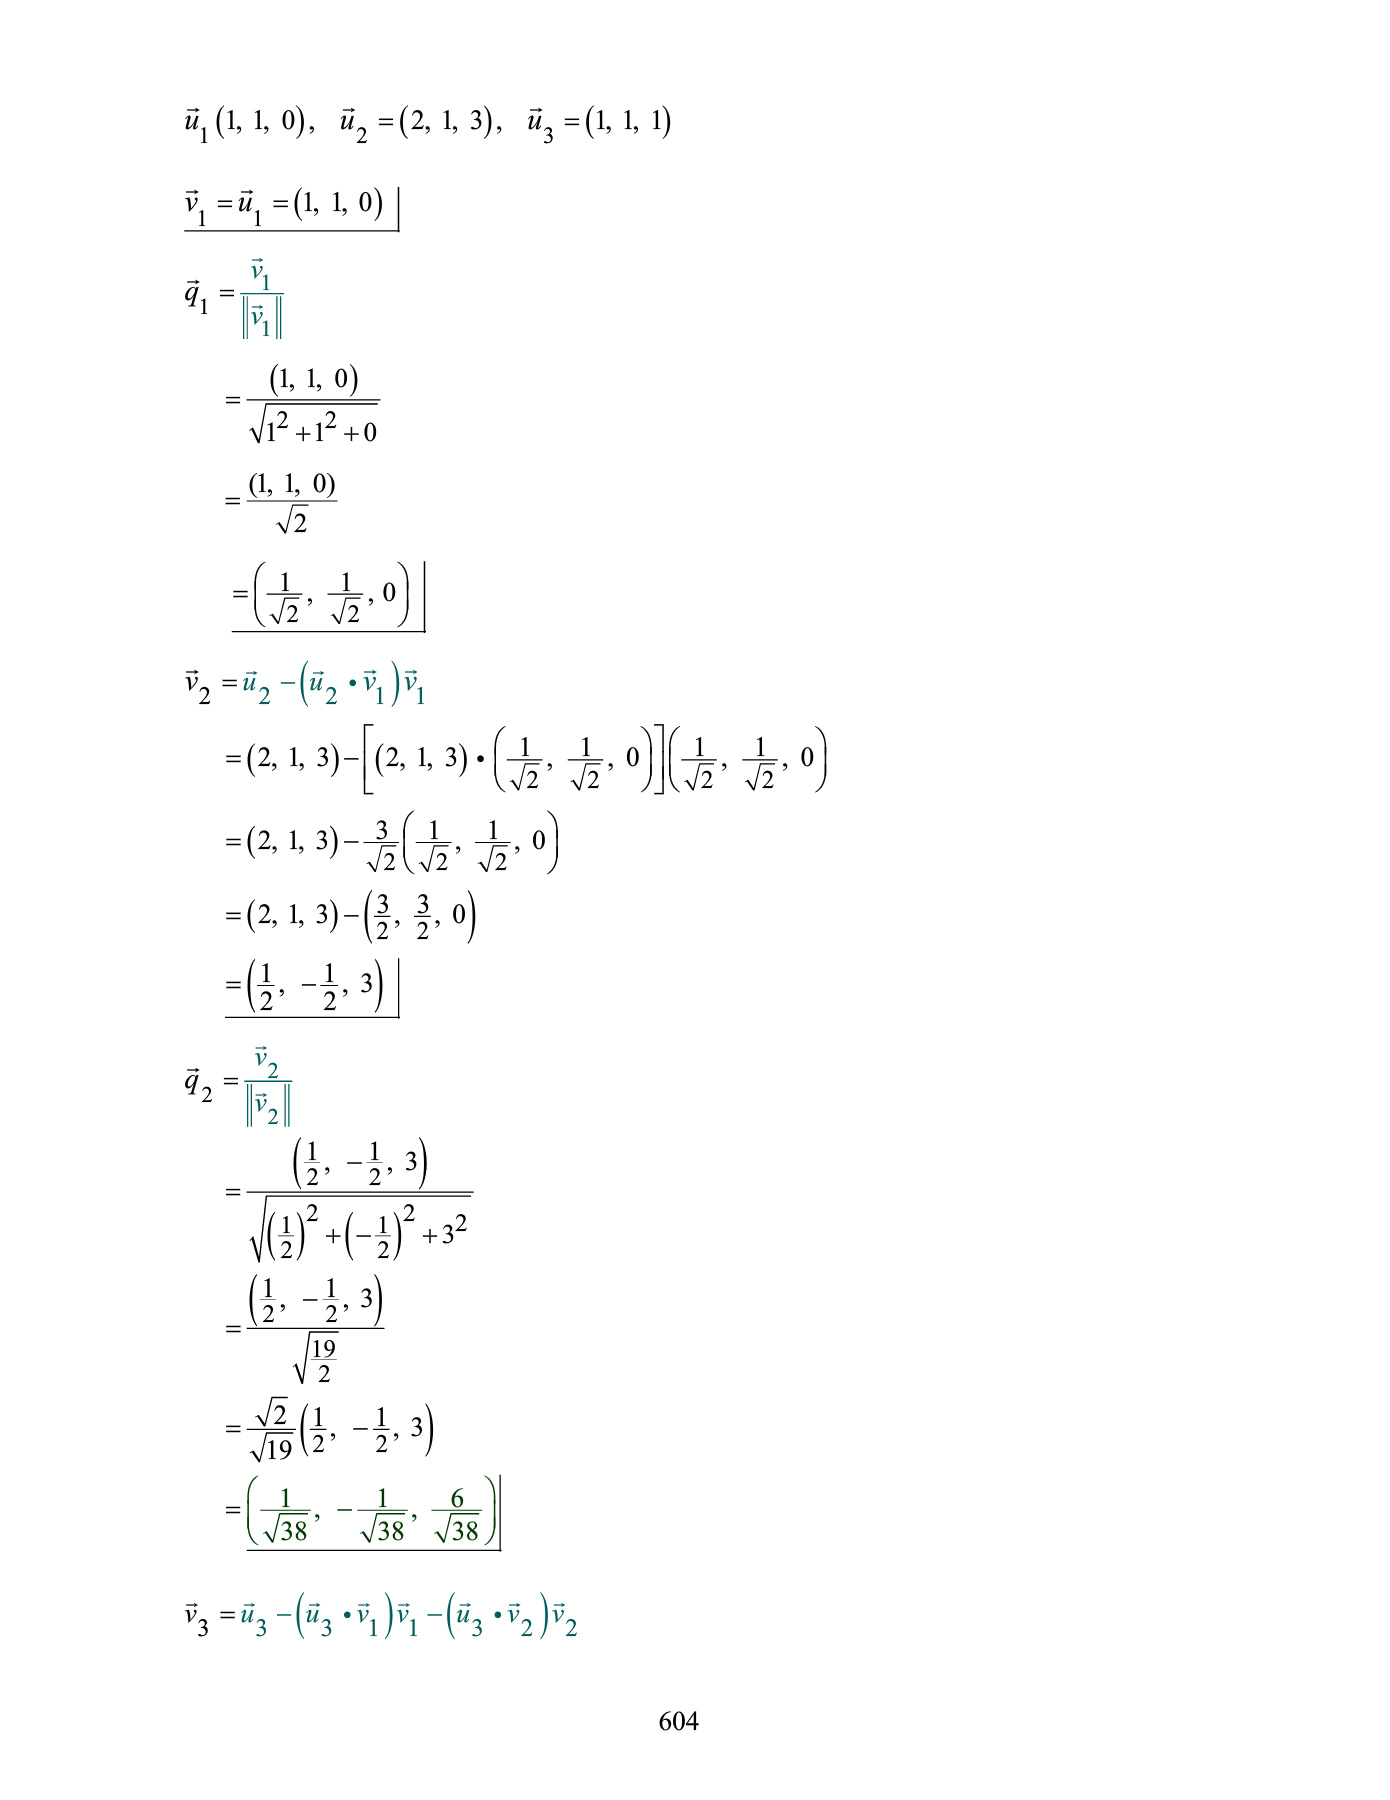 $\vec{u}_1 (1, 1, 0), \quad \vec{u}_2 = (2, 1, 3), \quad \vec{u}_3 = (1, 1, 1)$
$\vec{v}_1 = \vec{u}_1 = (1, 1, 0)$
$\vec{q}_1 = \frac{\vec{v}_1}{\|\vec{v}_1\|}$
$= \frac{(1, 1, 0)}{\sqrt{1^2 + 1^2 + 0}}$
$= \frac{(1, 1, 0)}{\sqrt{2}}$
$= \left(\frac{1}{\sqrt{2}}, \frac{1}{\sqrt{2}}, 0\right)$
$\vec{v}_2 = \vec{u}_2 - (\vec{u}_2 \bullet \vec{v}_1)\vec{v}_1$
$= (2, 1, 3) - \left[(2, 1, 3) \bullet \left(\frac{1}{\sqrt{2}}, \frac{1}{\sqrt{2}}, 0\right)\right]\left(\frac{1}{\sqrt{2}}, \frac{1}{\sqrt{2}}, 0\right)$
$= (2, 1, 3) - \frac{3}{\sqrt{2}}\left(\frac{1}{\sqrt{2}}, \frac{1}{\sqrt{2}}, 0\right)$
$= (2, 1, 3) - \left(\frac{3}{2}, \frac{3}{2}, 0\right)$
$= \left(\frac{1}{2}, -\frac{1}{2}, 3\right)$
$\vec{q}_2 = \frac{\vec{v}_2}{\|\vec{v}_2\|}$
$= \frac{\left(\frac{1}{2}, -\frac{1}{2}, 3\right)}{\sqrt{\left(\frac{1}{2}\right)^2 + \left(-\frac{1}{2}\right)^2 + 3^2}}$
$= \frac{\left(\frac{1}{2}, -\frac{1}{2}, 3\right)}{\sqrt{\frac{19}{2}}}$
$= \frac{\sqrt{2}}{\sqrt{19}}\left(\frac{1}{2}, -\frac{1}{2}, 3\right)$
$= \left(\frac{1}{\sqrt{38}}, -\frac{1}{\sqrt{38}}, \frac{6}{\sqrt{38}}\right)$
$\vec{v}_3 = \vec{u}_3 - (\vec{u}_3 \bullet \vec{v}_1)\vec{v}_1 - (\vec{u}_3 \bullet \vec{v}_2)\vec{v}_2$
604